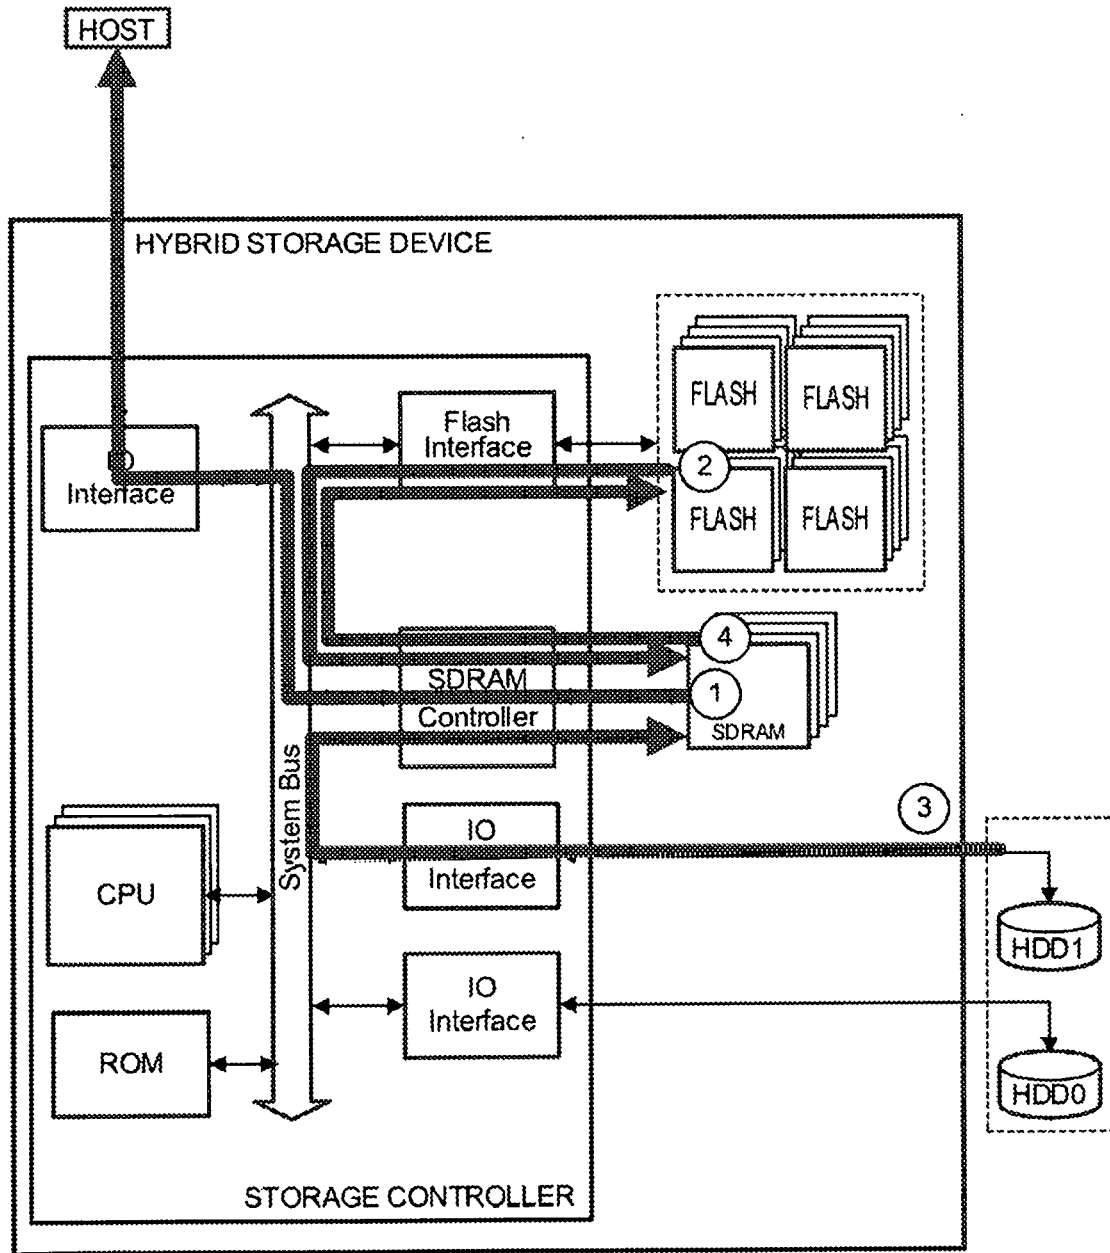 HOST
HYBRID STORAGE DEVICE
FLASH
FLASH
Flash
Interface
IO
Interface
2
FLASH
FLASH
4
SDRAM
Controller
1
SDRAM
System Bus
3
IO
Interface
CPU
HDD1
IO
Interface
ROM
HDD0
STORAGE CONTROLLER